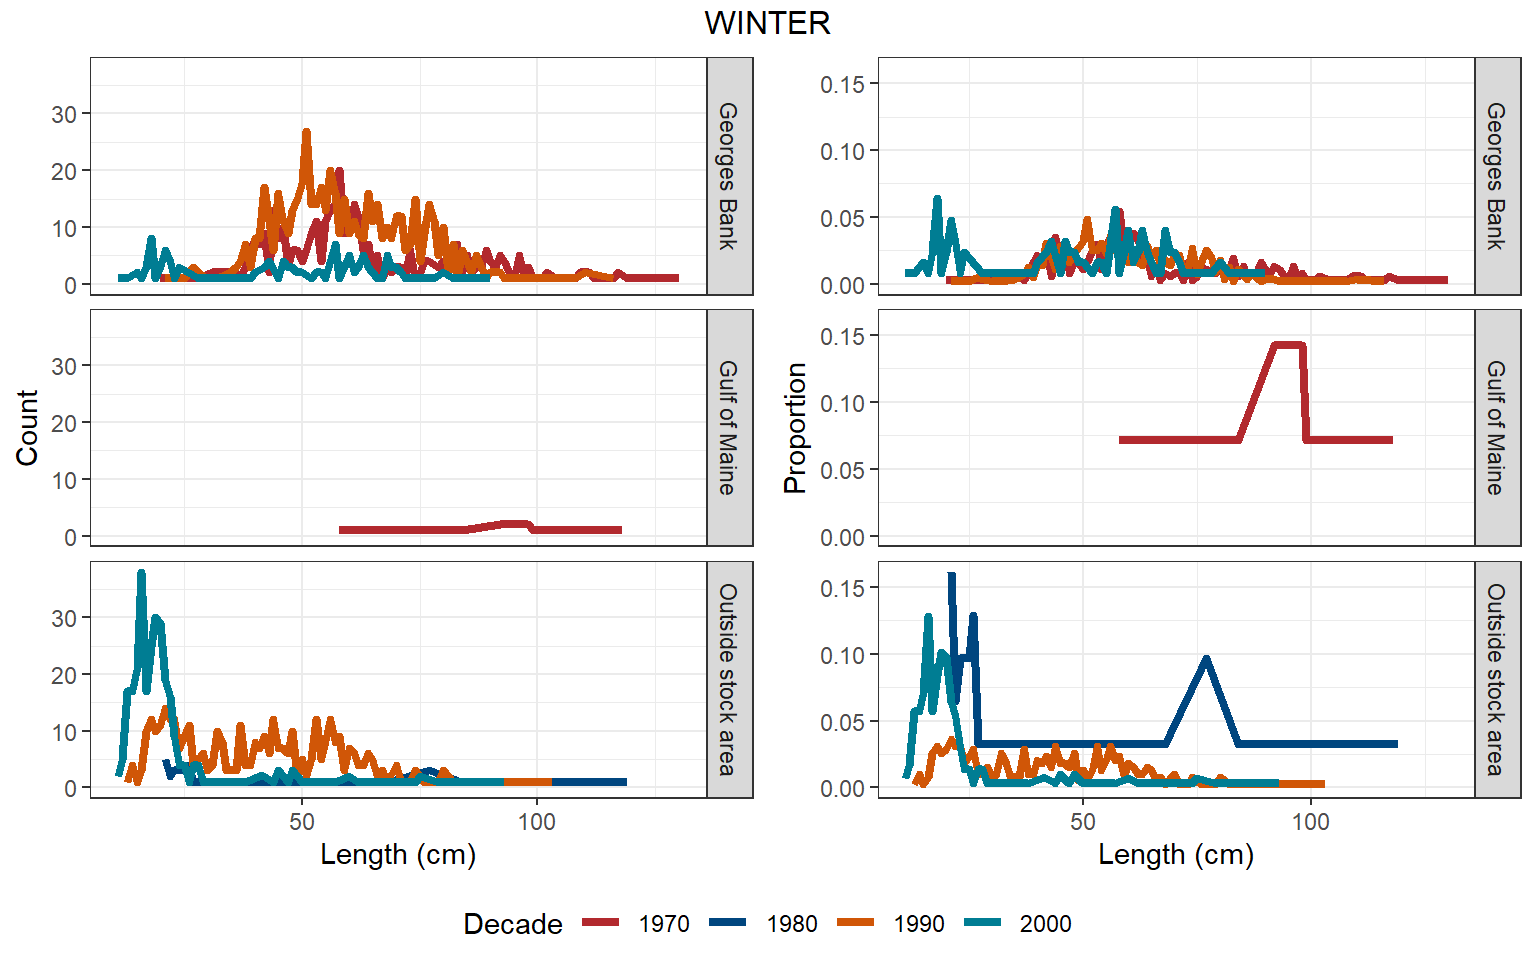 WINTER
Count
30
20
10
0
Georges Bank
30
20
10
0
Gulf of Maine
30
20
10
0
Outside stock area
50
100
Length (cm)
Proportion
0.15
0.10
0.05
0.00
Georges Bank
0.15
0.10
0.05
0.00
Gulf of Maine
0.15
0.10
0.05
0.00
Outside stock area
50
100
Length (cm)
Decade 1970 1980 1990 2000